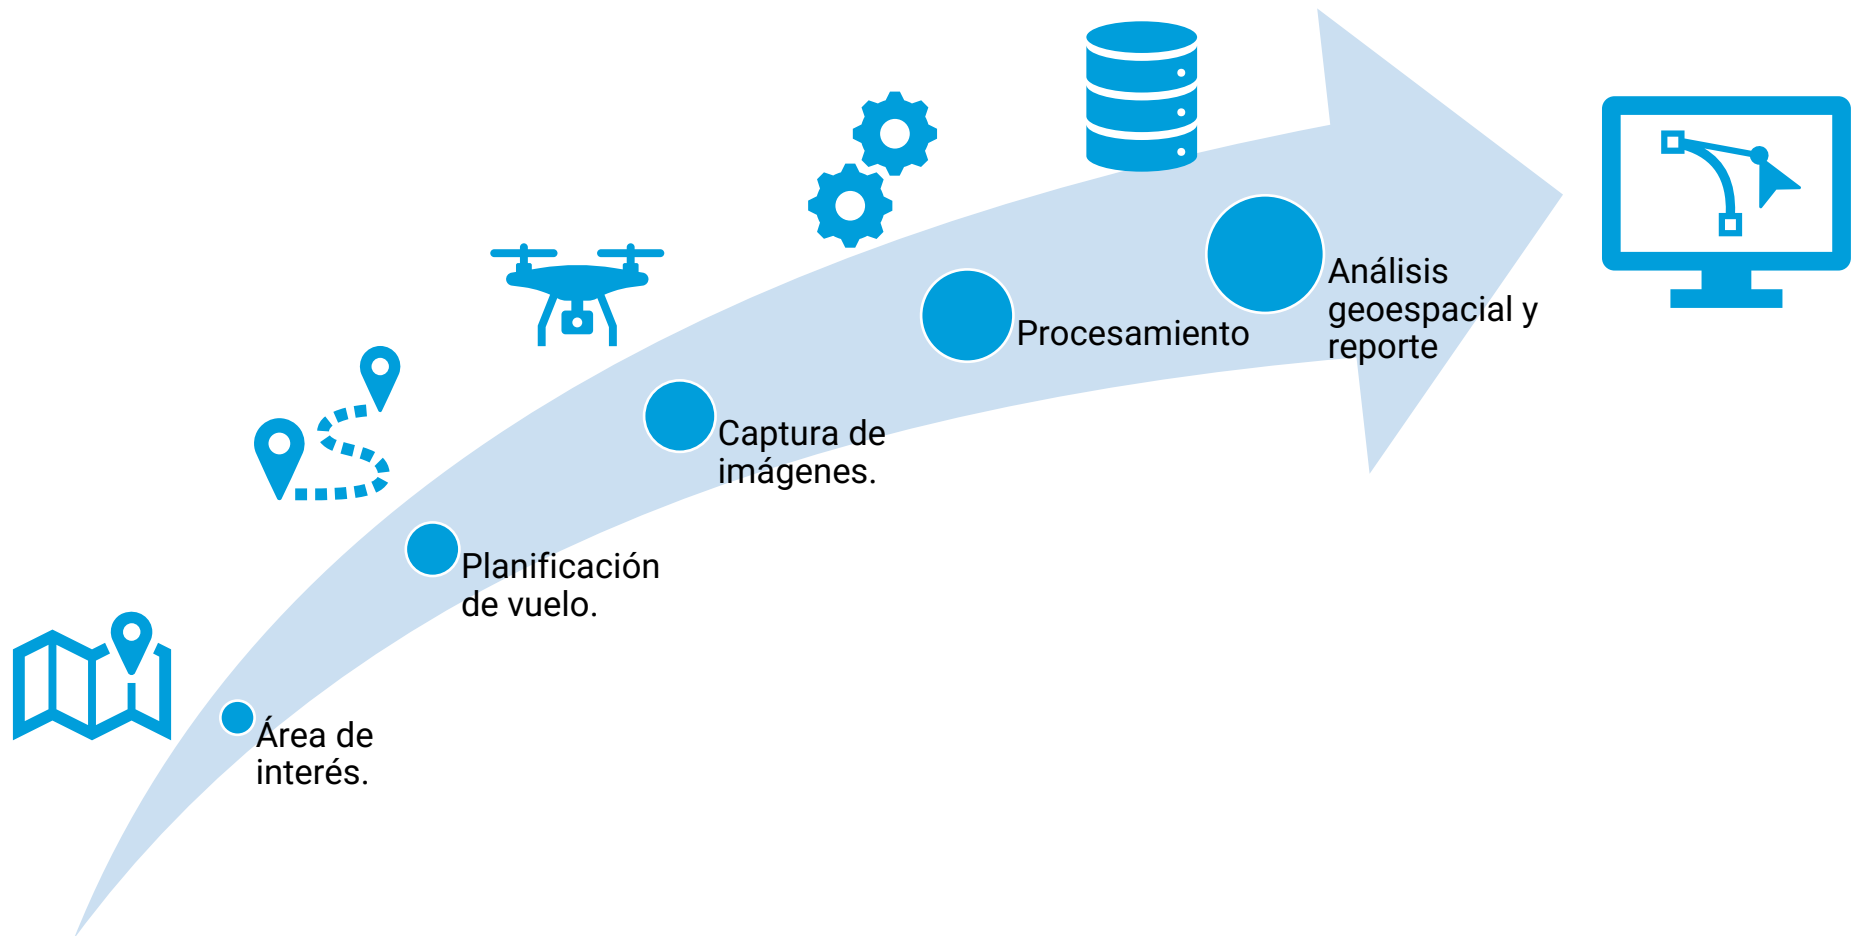 Área de
interés.
Planificación
de vuelo.
Captura de
imágenes.
Procesamiento
Análisis
geoespacial y
reporte